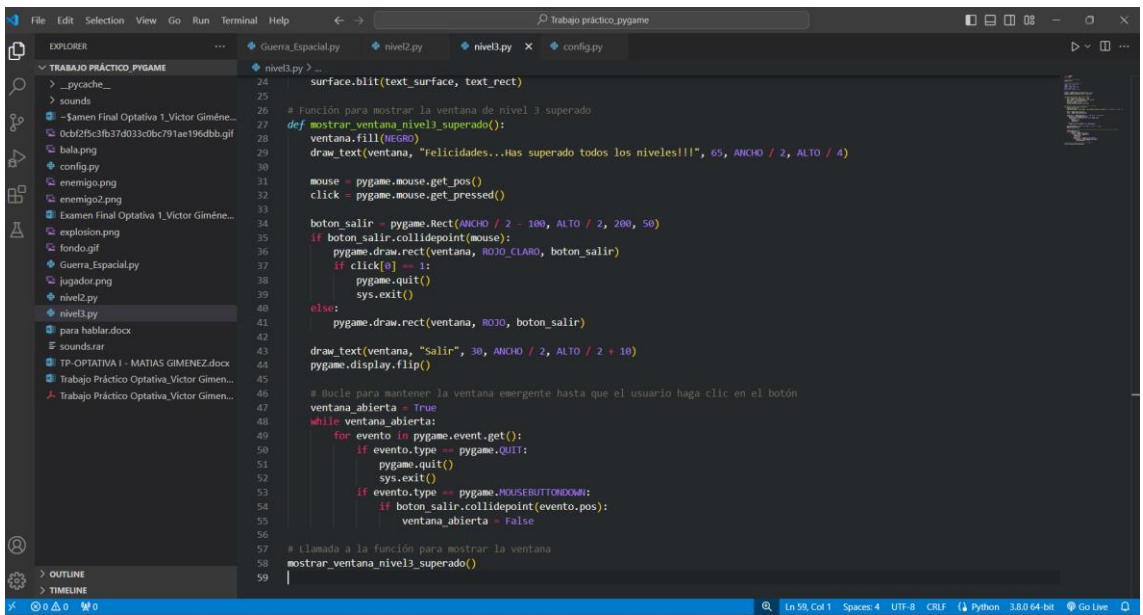 File Edit Selection View Go Run Terminal Help
Trabajo práctico_pygame
EXPLORER
TRABAJO PRÁCTICO_PYGAME
__pycache__
sounds
~$amen Final Optativa 1_Victor Giméne...
0cbf2f5c3fb37d033c0bc791ae196dbb.gif
bala.png
config.py
enemigo.png
enemigo2.png
Examen Final Optativa 1_Victor Giméne...
explosion.png
fondo.gif
Guerra_Espacial.py
jugador.png
nivel2.py
nivel3.py
para hablar.docx
sounds.rar
TP-OPTATIVA I - MATIAS GIMENEZ.docx
Trabajo Práctico Optativa_Victor Gimen...
Trabajo Práctico Optativa_Victor Gimen...
OUTLINE
TIMELINE
Guerra_Espacial.py nivel2.py nivel3.py config.py
nivel3.py > ...
24 surface.blit(text_surface, text_rect)
25
26 # Función para mostrar la ventana de nivel 3 superado
27 def mostrar_ventana_nivel3_superado():
28 ventana.fill(NEGRO)
29 draw_text(ventana, "Felicidades...Has superado todos los niveles!!!", 65, ANCHO / 2, ALTO / 4)
30
31 mouse = pygame.mouse.get_pos()
32 click = pygame.mouse.get_pressed()
33
34 boton_salir = pygame.Rect(ANCHO / 2 - 100, ALTO / 2, 200, 50)
35 if boton_salir.collidepoint(mouse):
36 pygame.draw.rect(ventana, ROJO_CLARO, boton_salir)
37 if click[0] == 1:
38 pygame.quit()
39 sys.exit()
40 else:
41 pygame.draw.rect(ventana, ROJO, boton_salir)
42
43 draw_text(ventana, "Salir", 30, ANCHO / 2, ALTO / 2 + 10)
44 pygame.display.flip()
45
46 # Bucle para mantener la ventana emergente hasta que el usuario haga clic en el botón
47 ventana_abierta = True
48 while ventana_abierta:
49 for evento in pygame.event.get():
50 if evento.type == pygame.QUIT:
51 pygame.quit()
52 sys.exit()
53 if evento.type == pygame.MOUSEBUTTONDOWN:
54 if boton_salir.collidepoint(evento.pos):
55 ventana_abierta = False
56
57 # Llamada a la función para mostrar la ventana
58 mostrar_ventana_nivel3_superado()
59
0 0 0 Ln 59, Col 1 Spaces: 4 UTF-8 CRLF Python 3.8.0 64-bit Go Live